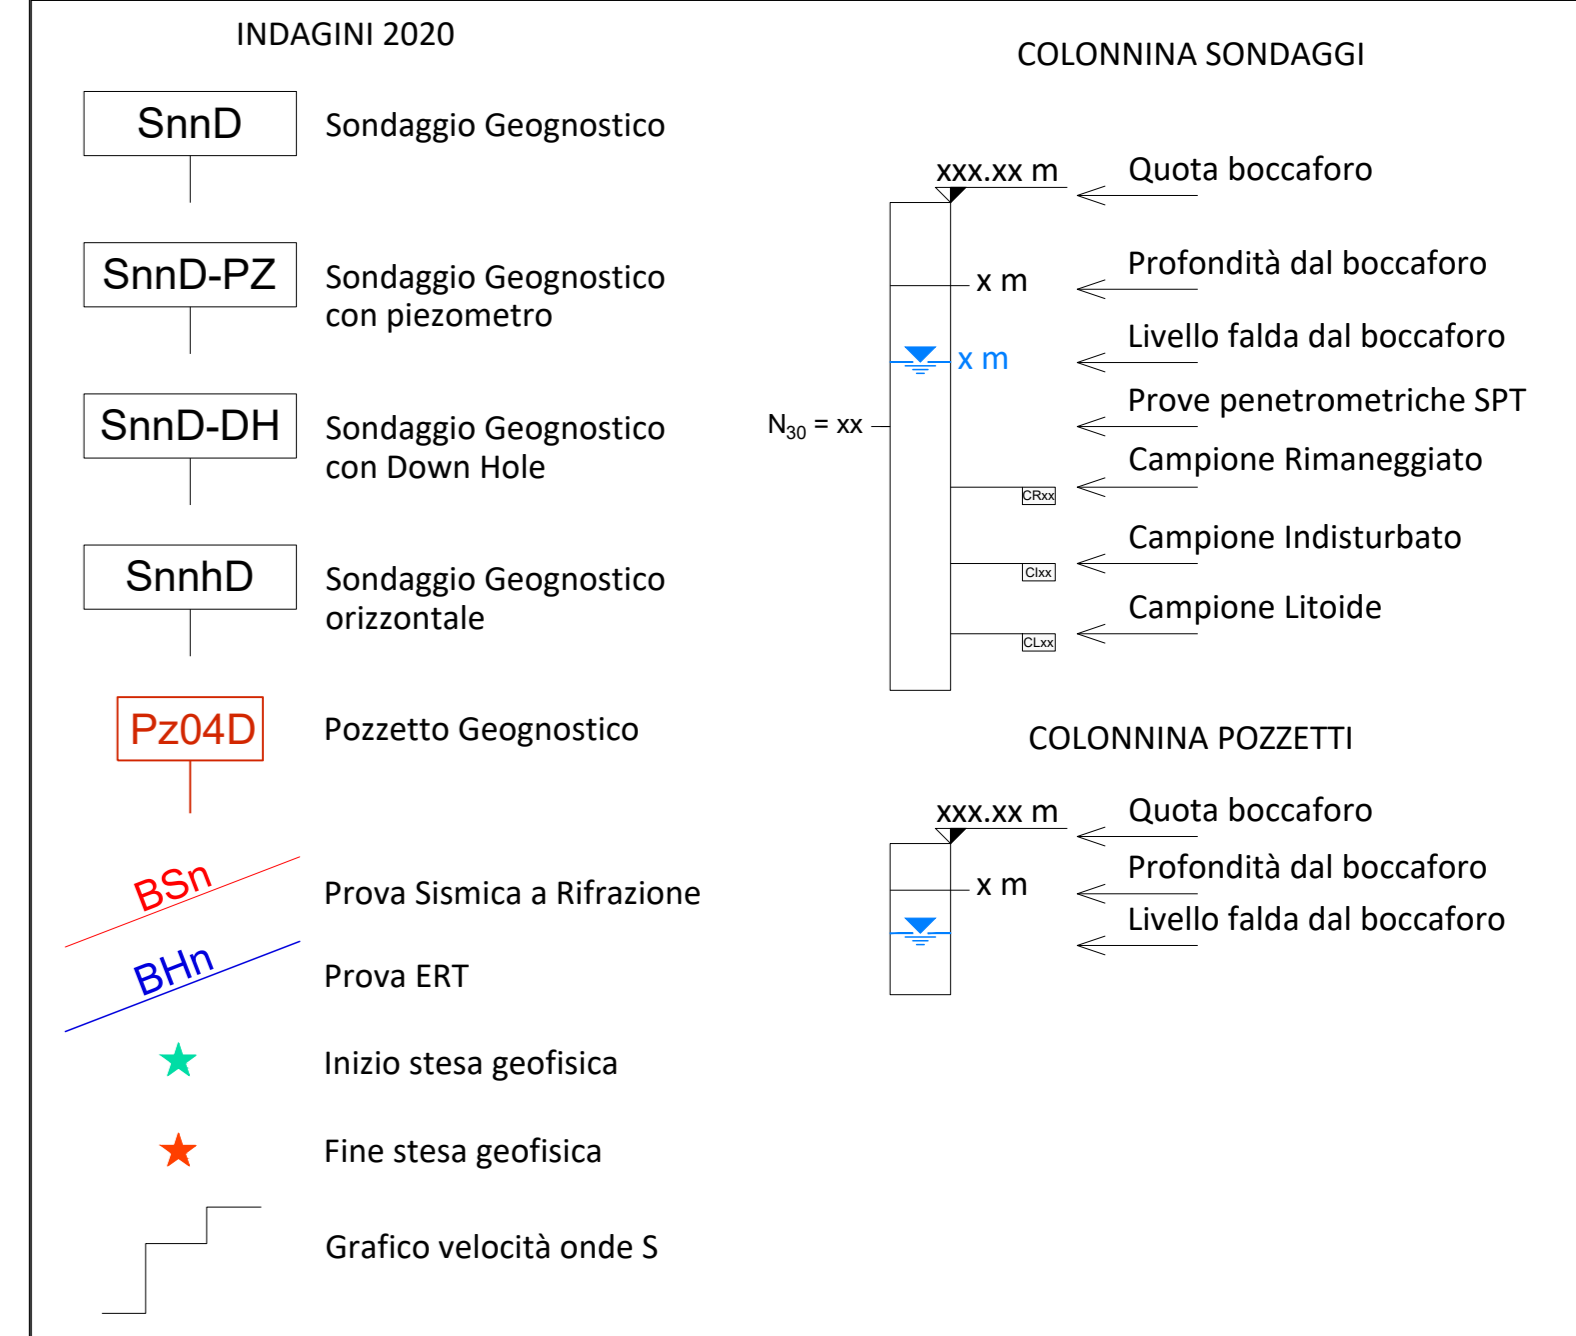 INDAGINI 2020
SnnD
Sondaggio Geognostico
SnnD-PZ
Sondaggio Geognostico
con piezometro
SnnD-DH
Sondaggio Geognostico
con Down Hole
SnnhD
Sondaggio Geognostico
orizzontale
Pz04D
Pozzetto Geognostico
BSn
Prova Sismica a Rifrazione
BHn
Prova ERT
Inizio stesa geofisica
Fine stesa geofisica
Grafico velocità onde S
COLONNINA SONDAGGI
xxx.xx m
Quota boccaforo
x m
Profondità dal boccaforo
x m
Livello falda dal boccaforo
N30 = xx
Prove penetrometriche SPT
CRxx
Campione Rimaneggiato
CIxx
Campione Indisturbato
CLxx
Campione Litoide
COLONNINA POZZETTI
xxx.xx m
Quota boccaforo
x m
Profondità dal boccaforo
Livello falda dal boccaforo